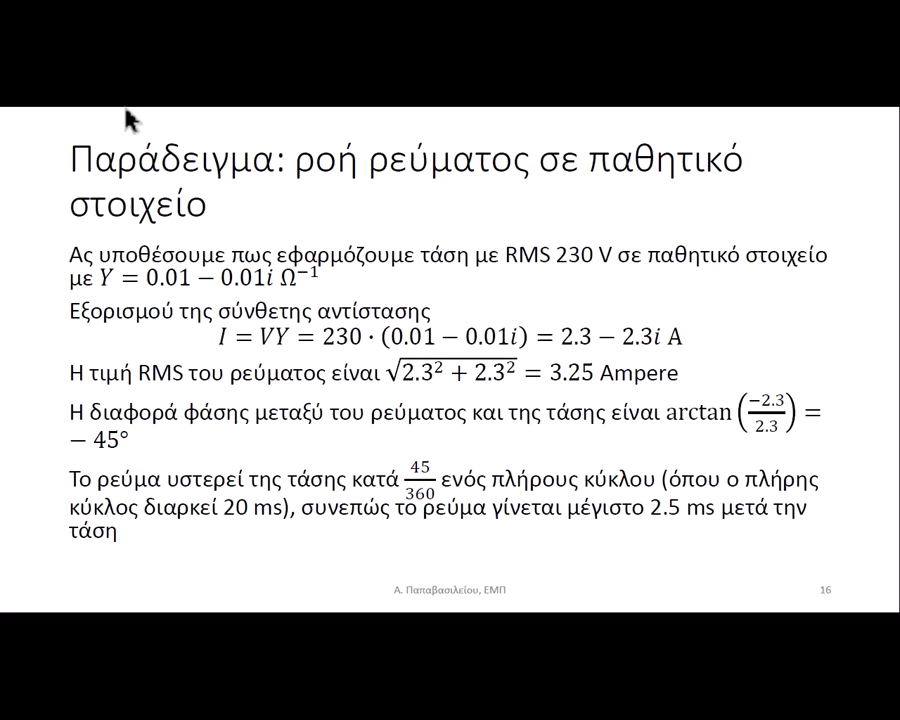 Παράδειγμα: ροή ρεύματος σε παθητικό
στοιχείο
Ας υποθέσουμε πως εφαρμόζουμε τάση με RMS 230 V σε παθητικό στοιχείο
με Y = 0.01 − 0.01i Ω⁻¹
Εξορισμού της σύνθετης αντίστασης
I = VY = 230 · (0.01 − 0.01i) = 2.3 − 2.3i A
Η τιμή RMS του ρεύματος είναι √(2.3² + 2.3²) = 3.25 Ampere
Η διαφορά φάσης μεταξύ του ρεύματος και της τάσης είναι arctan (−2.3/2.3) =
− 45°
Το ρεύμα υστερεί της τάσης κατά 45/360 ενός πλήρους κύκλου (όπου ο πλήρης
κύκλος διαρκεί 20 ms), συνεπώς το ρεύμα γίνεται μέγιστο 2.5 ms μετά την
τάση
Α. Παπαβασιλείου, ΕΜΠ
16